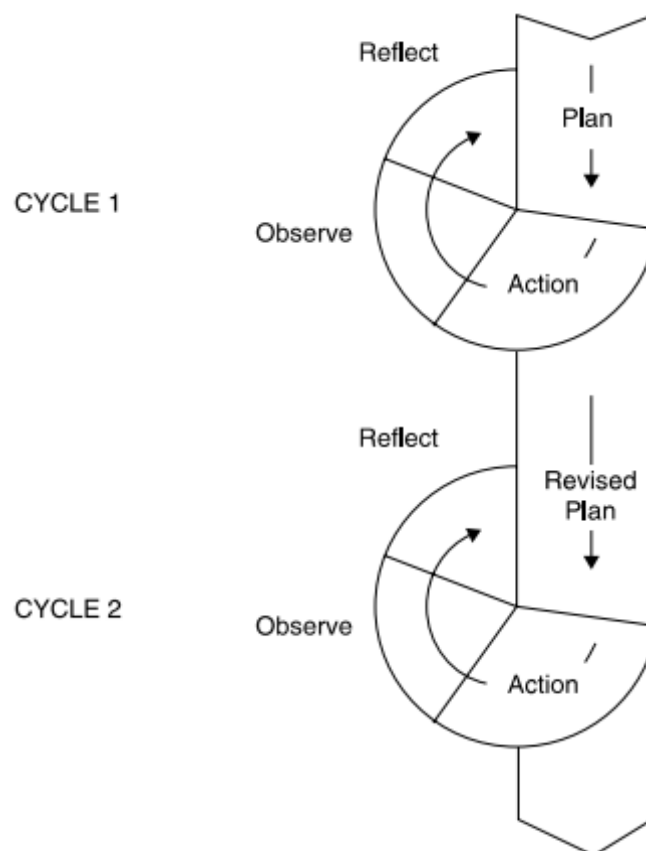 Reflect
Plan
CYCLE 1
Observe
Action
Reflect
Revised
Plan
CYCLE 2
Observe
Action